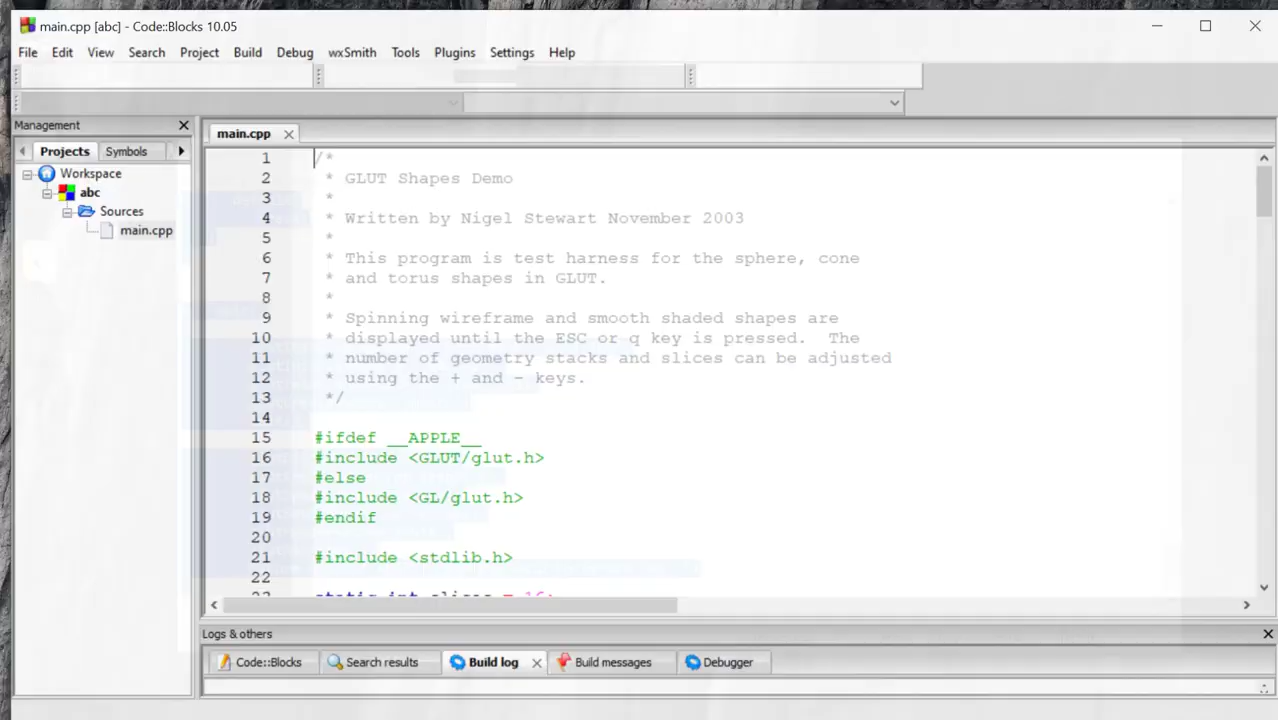 main.cpp [abc] - Code::Blocks 10.05
File Edit View Search Project Build Debug wxSmith Tools Plugins Settings Help
Management
Projects Symbols
Workspace
abc
Sources
main.cpp
main.cpp
1 /*
2 * GLUT Shapes Demo
3 *
4 * Written by Nigel Stewart November 2003
5 *
6 * This program is test harness for the sphere, cone
7 * and torus shapes in GLUT.
8 *
9 * Spinning wireframe and smooth shaded shapes are
10 * displayed until the ESC or q key is pressed.  The
11 * number of geometry stacks and slices can be adjusted
12 * using the + and - keys.
13 */
14
15 #ifdef __APPLE__
16 #include <GLUT/glut.h>
17 #else
18 #include <GL/glut.h>
19 #endif
20
21 #include <stdlib.h>
22
23 static int slices = 16;
Logs & others
Code::Blocks Search results Build log Build messages Debugger